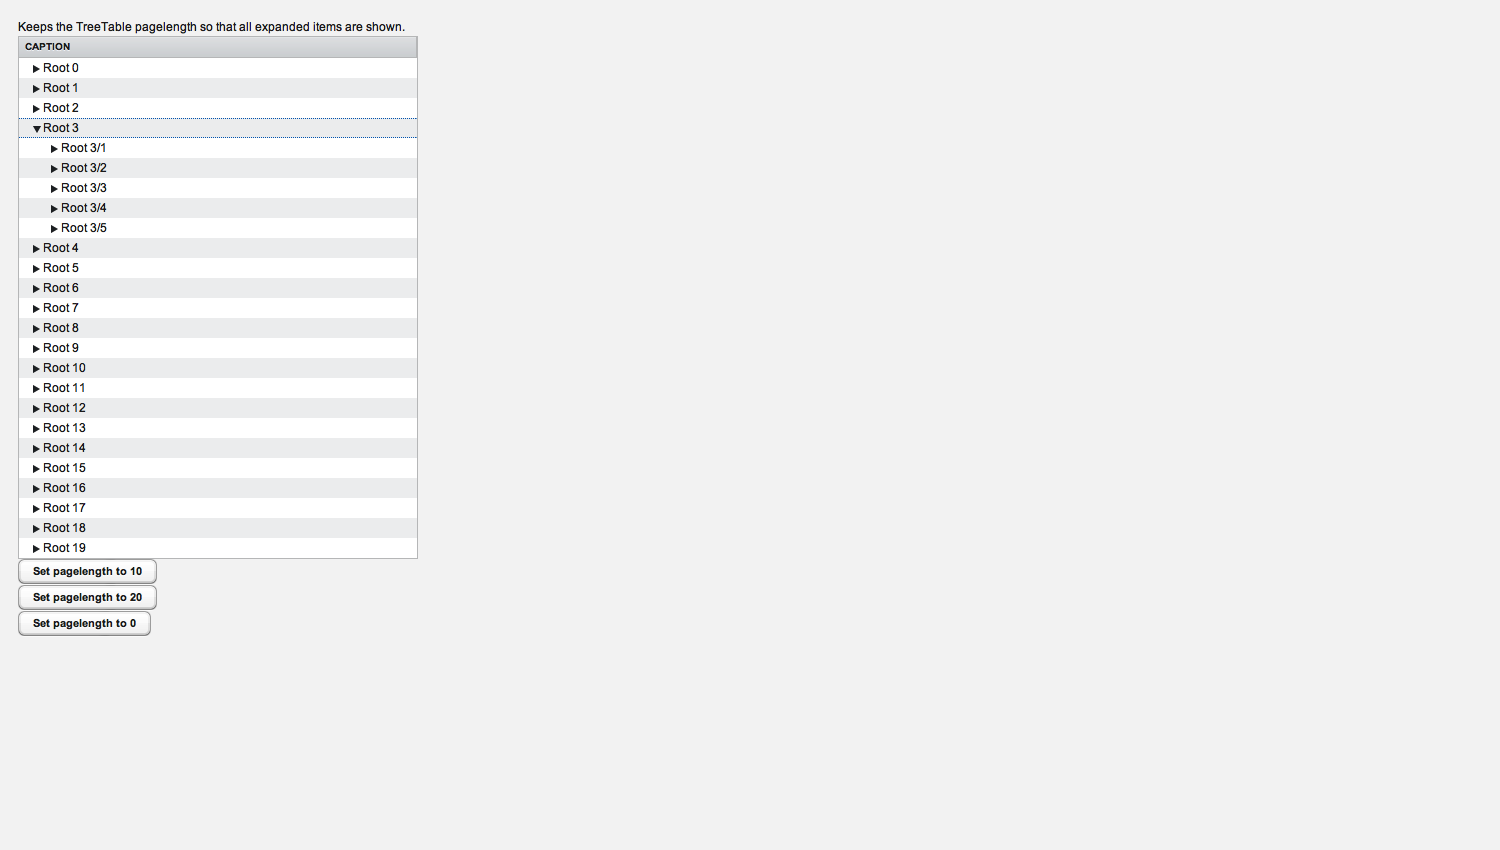 Keeps the TreeTable pagelength so that all expanded items are shown.
CAPTION
Root 0
Root 1
Root 2
Root 3
Root 3/1
Root 3/2
Root 3/3
Root 3/4
Root 3/5
Root 4
Root 5
Root 6
Root 7
Root 8
Root 9
Root 10
Root 11
Root 12
Root 13
Root 14
Root 15
Root 16
Root 17
Root 18
Root 19
Set pagelength to 10
Set pagelength to 20
Set pagelength to 0